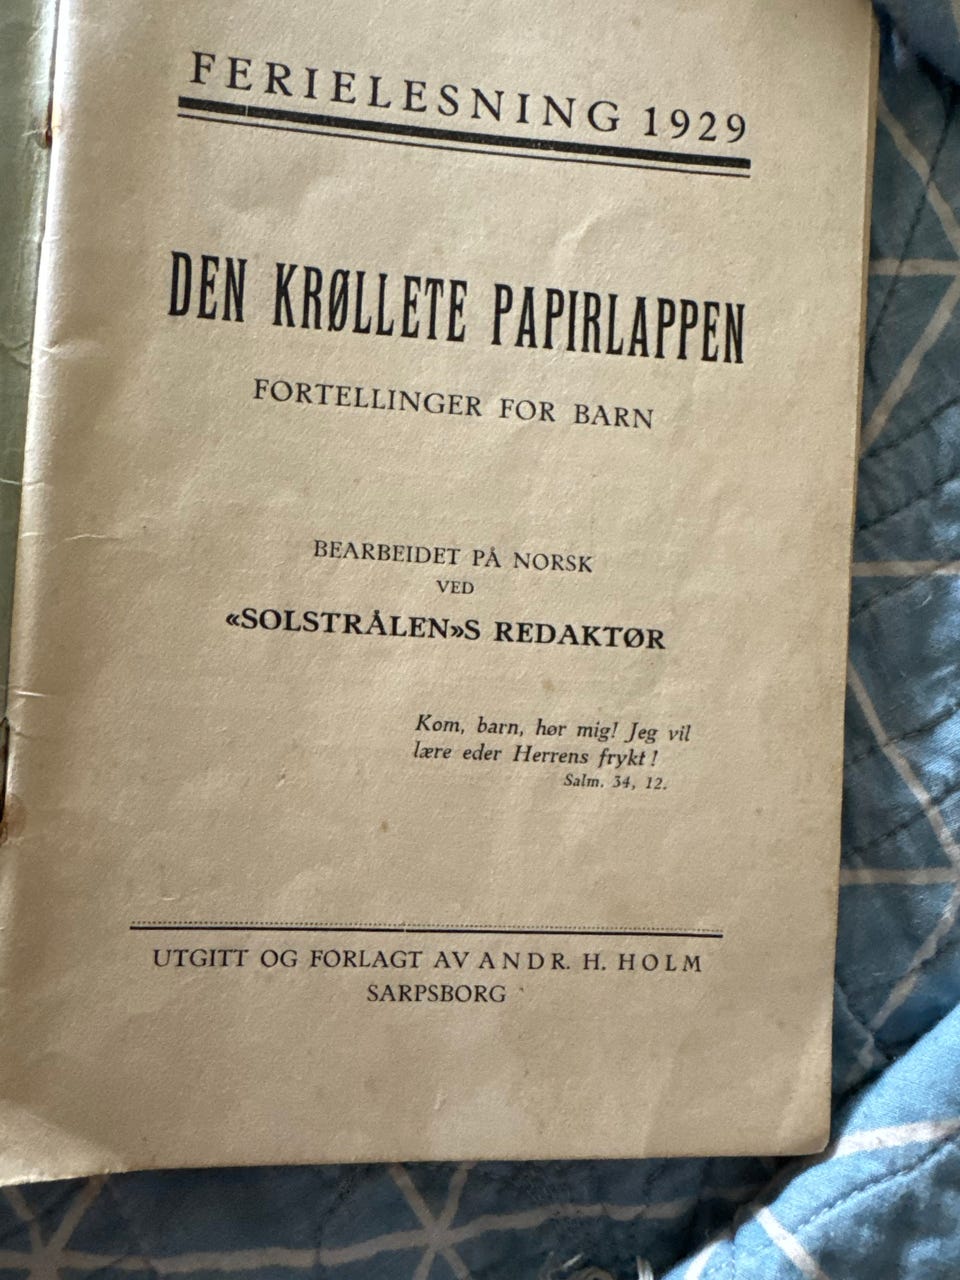 FERIELESNING 1929
DEN KRØLLETE PAPIRLAPPEN
FORTELLINGER FOR BARN
BEARBEIDET PÅ NORSK
VED
«SOLSTRÅLEN»S REDAKTØR
Kom, barn, hør mig! Jeg vil
lære eder Herrens frykt!
Salm. 34, 12.
UTGITT OG FORLAGT AV ANDR. H. HOLM
SARPSBORG